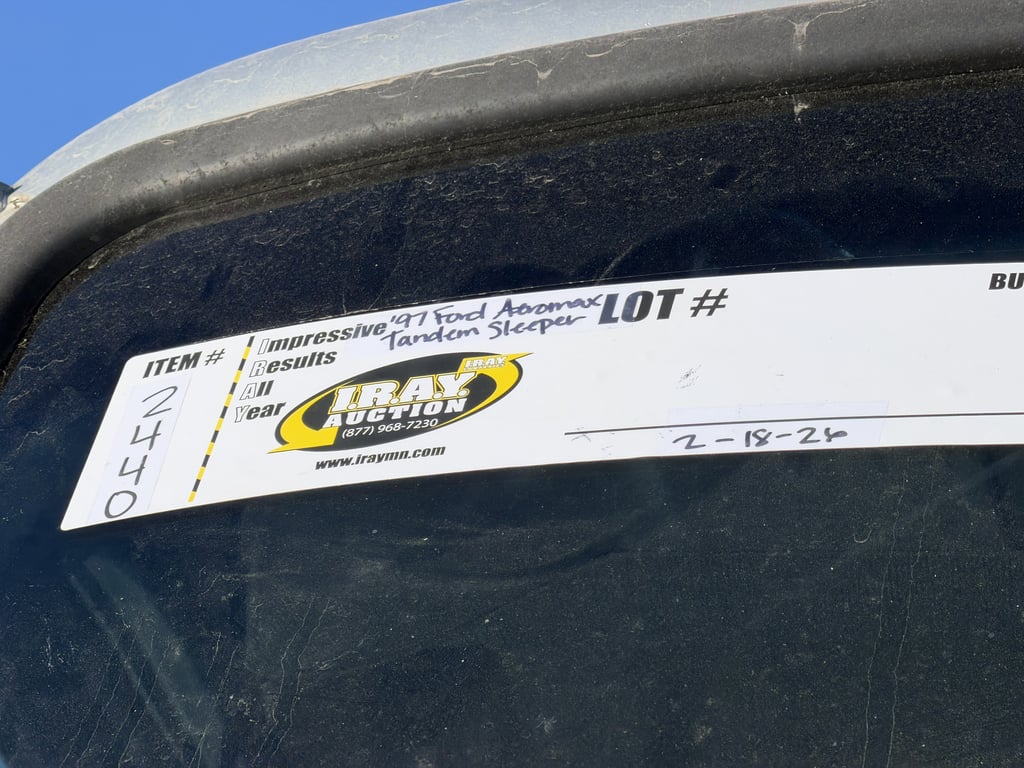 ITEM #
2440
Impressive
Results
All
Year
'97 Ford Aeromax
Tandem Sleeper
I.R.A.Y.
I.R.A.Y.
AUCTION
(877) 968-7230
www.iraymn.com
LOT #
2-18-26
BU